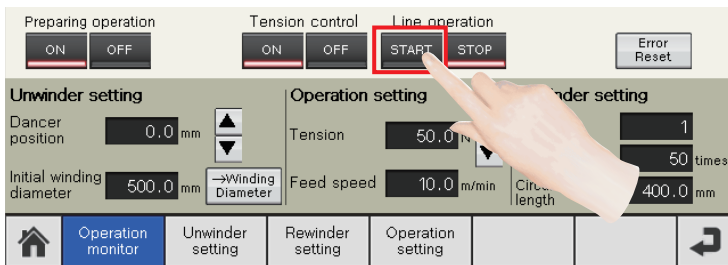 Preparing operation
Tension control
Line operation
ON
OFF
ON
OFF
START
STOP
Error
Reset
Unwinder setting
Operation setting
der setting
Dancer
position
0.0 mm
Tension
50.0 N
1
50 times
Initial winding
diameter
500.0 mm
→Winding
Diameter
Feed speed
10.0 m/min
length
400.0 mm
Operation
monitor
Unwinder
setting
Rewinder
setting
Operation
setting